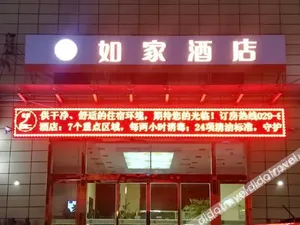 如家酒店
供干净、舒适的住宿环境，期待您的光临！订房热线029-4
酒店：7个重点区域，每两小时消毒；24项清洁标准，守护
didatravel